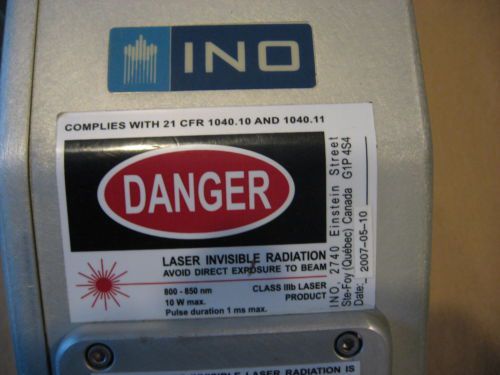 INO
COMPLIES WITH 21 CFR 1040.10 AND 1040.11
DANGER
LASER INVISIBLE RADIATION
AVOID DIRECT EXPOSURE TO BEAM
800 - 850 nm
10 W max.
Pulse duration 1 ms max.
CLASS IIIb LASER
PRODUCT
INO, 2740 Einstein Street
Ste-Foy (Québec) Canada G1P 4S4
Date:_ 2007-05-10 _
LASER RADIATION IS